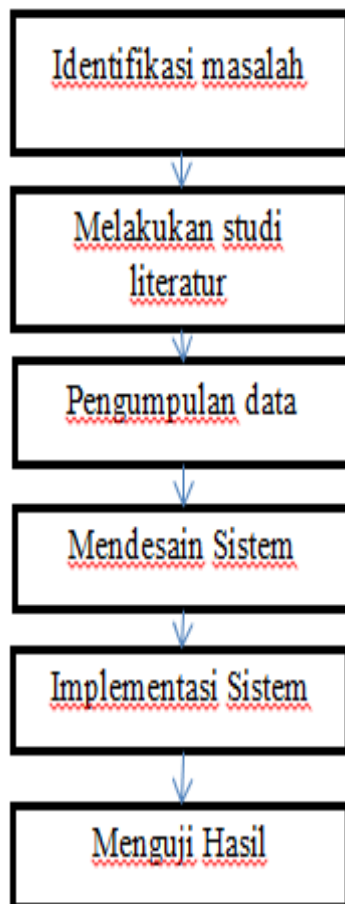 Identifikasi masalah
Melakukan studi
literatur
Pengumpulan data
Mendesain Sistem
Implementasi Sistem
Menguji Hasil